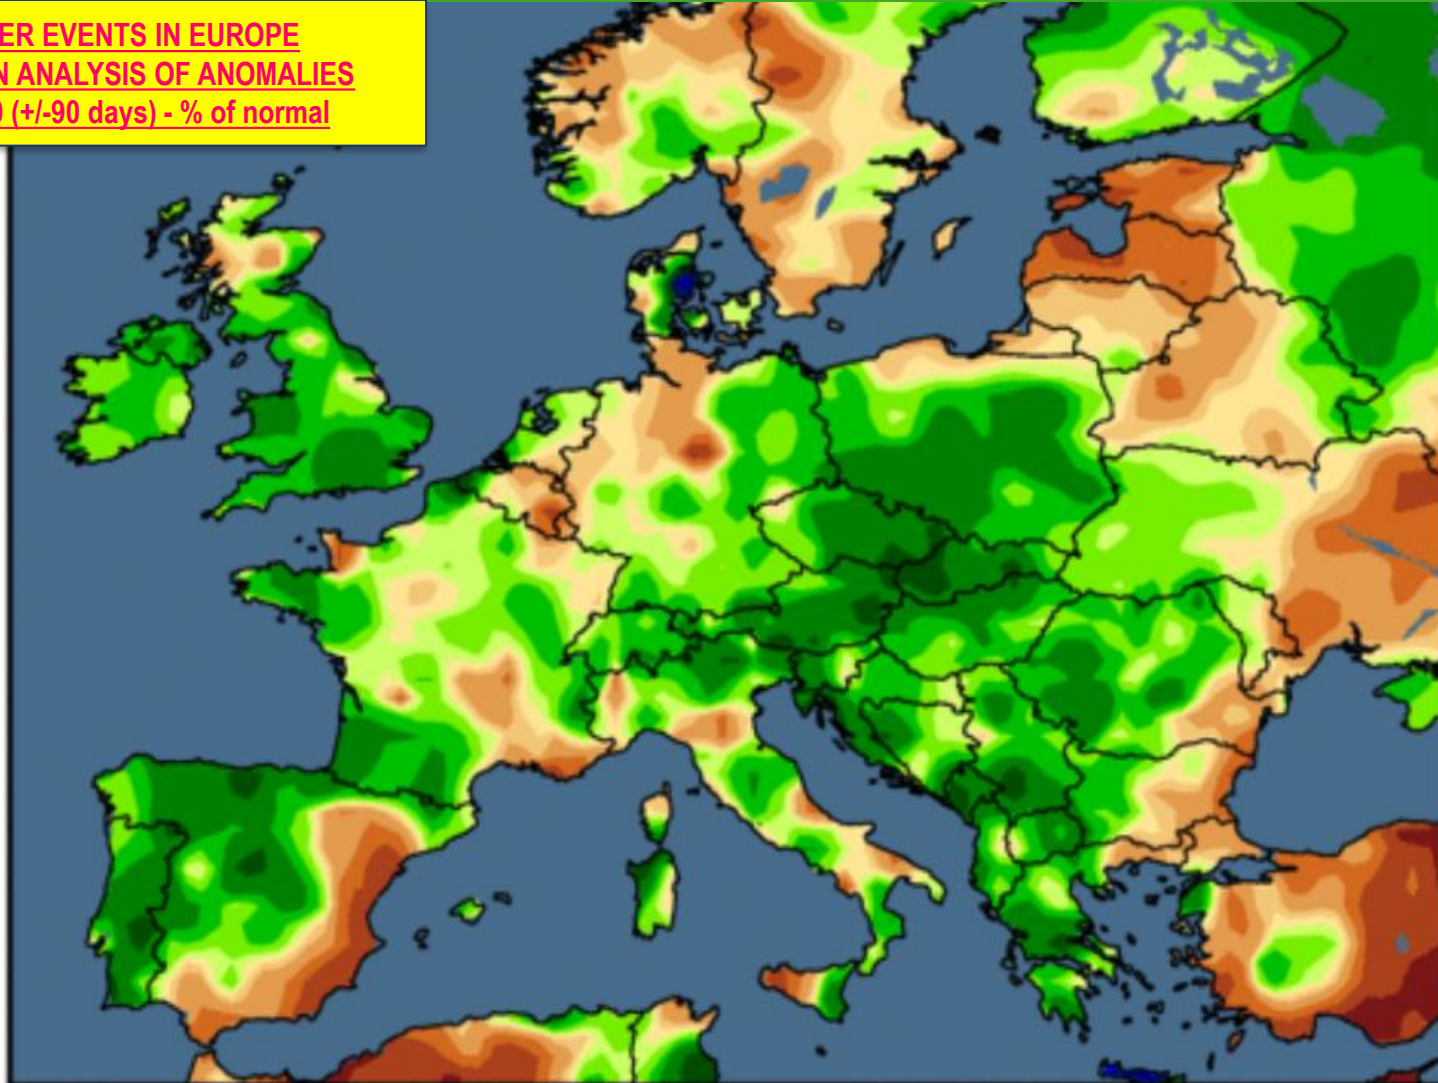 ER EVENTS IN EUROPE
N ANALYSIS OF ANOMALIES
(+/-90 days) - % of normal